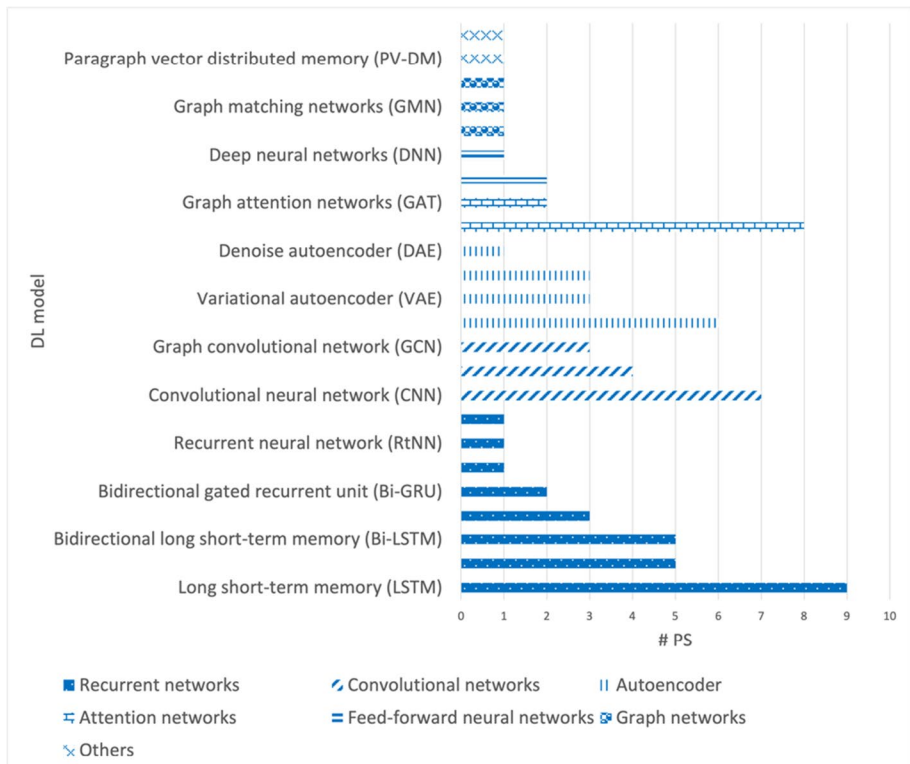 Paragraph vector distributed memory (PV-DM)
Graph matching networks (GMN)
Deep neural networks (DNN)
Graph attention networks (GAT)
Denoise autoencoder (DAE)
Variational autoencoder (VAE)
Graph convolutional network (GCN)
Convolutional neural network (CNN)
Recurrent neural network (RtNN)
Bidirectional gated recurrent unit (Bi-GRU)
Bidirectional long short-term memory (Bi-LSTM)
Long short-term memory (LSTM)
DL model
0 1 2 3 4 5 6 7 8 9 10
# PS
Recurrent networks Convolutional networks Autoencoder
Attention networks Feed-forward neural networks Graph networks
Others